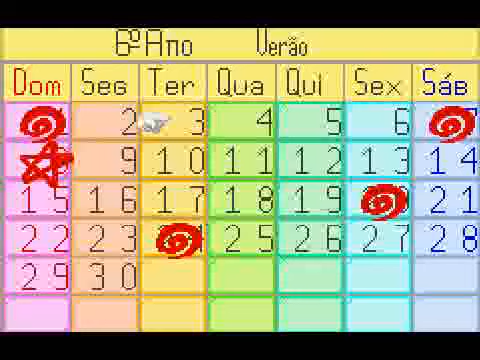 6º Ano Verão
Dom Seg Ter Qua Qui Sex Sáb
2 3 4 5 6 7
9 10 11 12 13 14
15 16 17 18 19 21
22 23 25 26 27 28
29 30